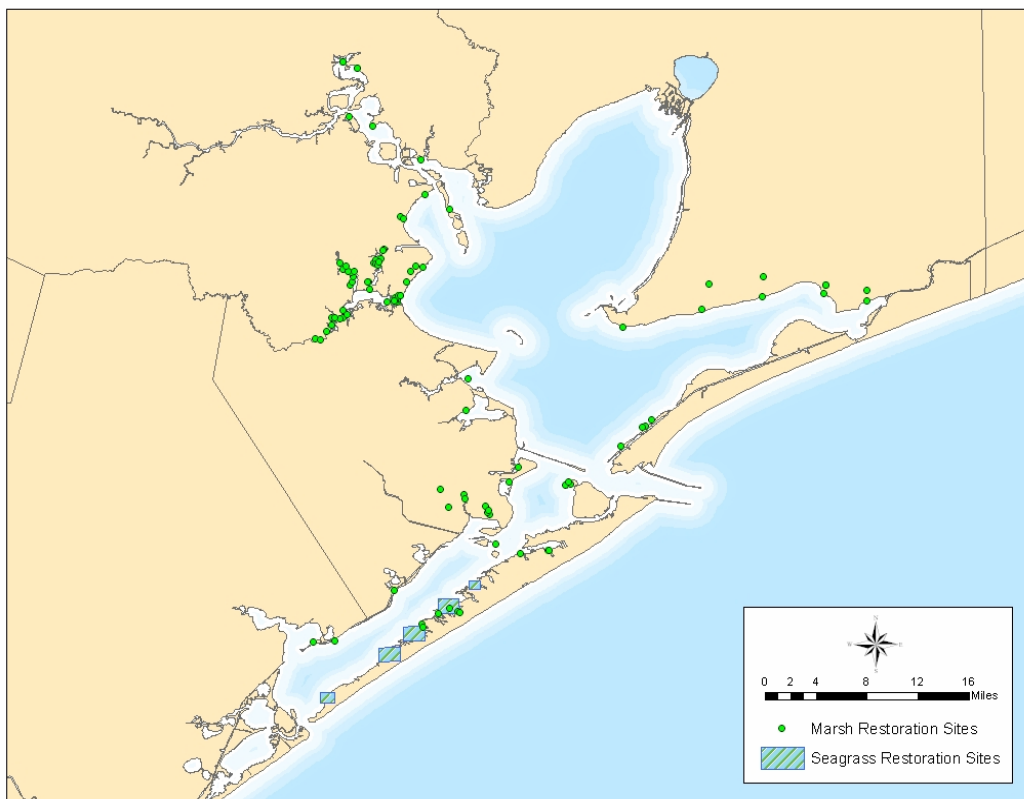 N
W E
S
0 2 4 8 12 16
Miles
Marsh Restoration Sites
Seagrass Restoration Sites